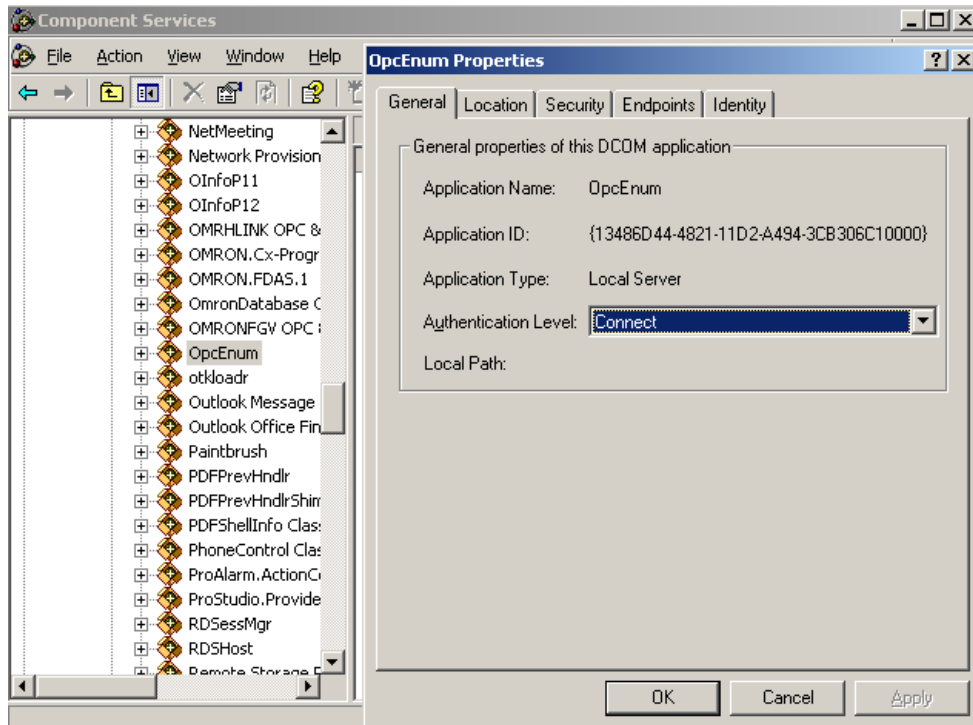 Component Services
File Action View Window Help
NetMeeting
Network Provision
OInfoP11
OInfoP12
OMRHLINK OPC &
OMRON.Cx-Progr
OMRON.FDAS.1
OmronDatabase C
OMRONFGV OPC
OpcEnum
otkloadr
Outlook Message
Outlook Office Fin
Paintbrush
PDFPrevHndlr
PDFPrevHndlrShim
PDFShellInfo Clas
PhoneControl Clas
ProAlarm.ActionC
ProStudio.Provide
RDSessMgr
RDSHost
Remote Storage
OpcEnum Properties
General Location Security Endpoints Identity
General properties of this DCOM application
Application Name: OpcEnum
Application ID: {13486D44-4821-11D2-A494-3CB306C10000}
Application Type: Local Server
Authentication Level: Connect
Local Path:
OK Cancel Apply